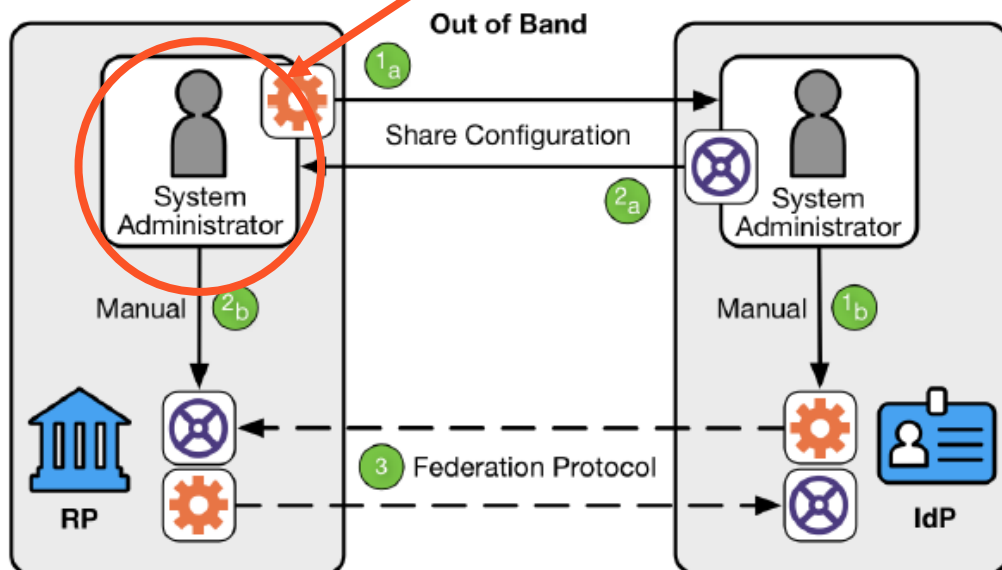 Out of Band
1a
Share Configuration
2a
System
Administrator
System
Administrator
Manual
2b
Manual
1b
3
Federation Protocol
RP
IdP